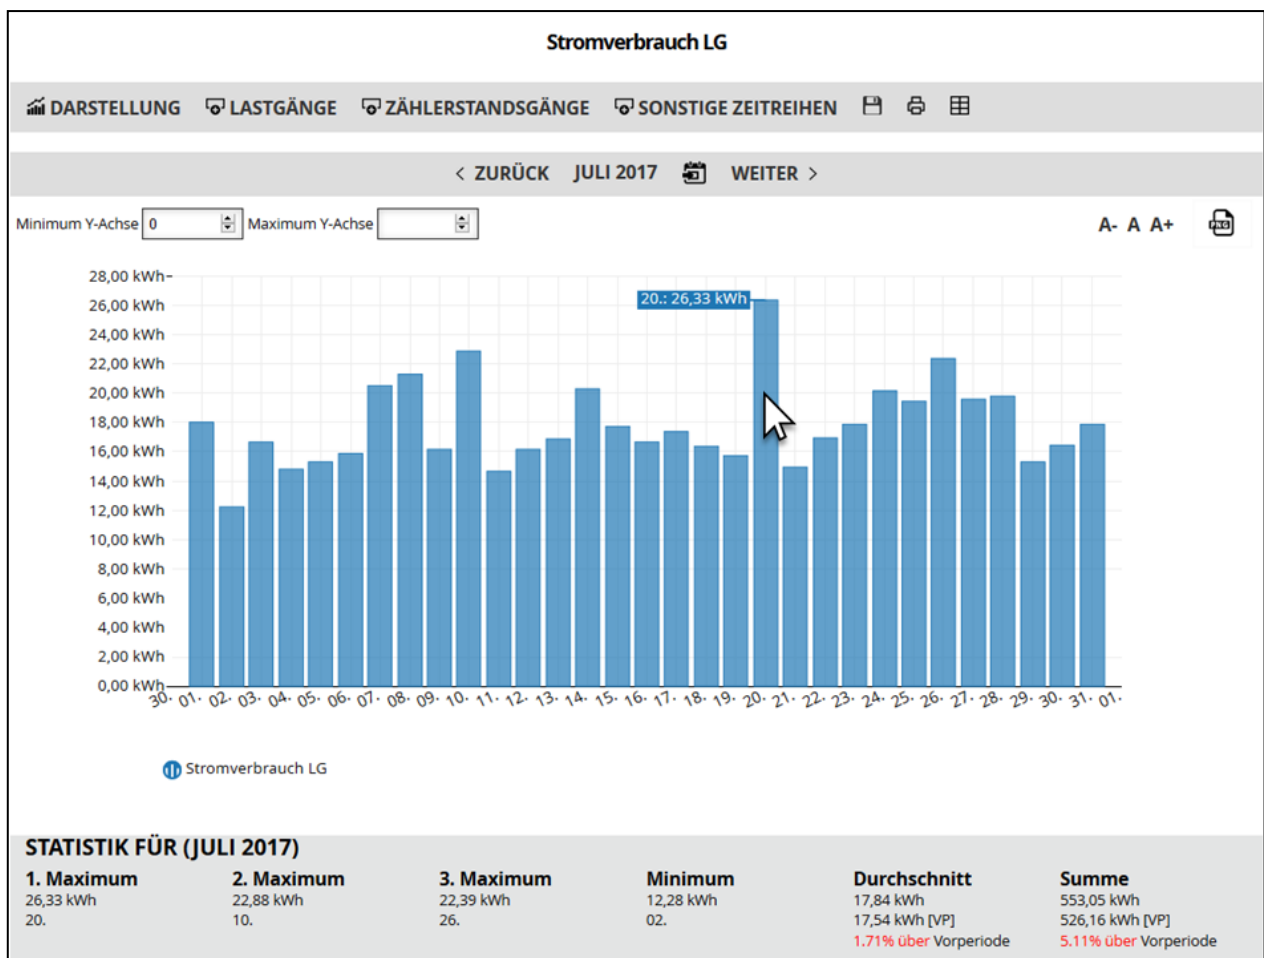 Stromverbrauch LG
DARSTELLUNG LASTGÄNGE ZÄHLERSTANDSGÄNGE SONSTIGE ZEITREIHEN
< ZURÜCK JULI 2017 WEITER >
Minimum Y-Achse 0 Maximum Y-Achse A- A A+ PNG
28,00 kWh
20.: 26,33 kWh
26,00 kWh
24,00 kWh
22,00 kWh
20,00 kWh
18,00 kWh
16,00 kWh
14,00 kWh
12,00 kWh
10,00 kWh
8,00 kWh
6,00 kWh
4,00 kWh
2,00 kWh
0,00 kWh
30. 01. 02. 03. 04. 05. 06. 07. 08. 09. 10. 11. 12. 13. 14. 15. 16. 17. 18. 19. 20. 21. 22. 23. 24. 25. 26. 27. 28. 29. 30. 31. 01.
Stromverbrauch LG
STATISTIK FÜR (JULI 2017)
1. Maximum 2. Maximum 3. Maximum Minimum Durchschnitt Summe
26,33 kWh 22,88 kWh 22,39 kWh 12,28 kWh 17,84 kWh 553,05 kWh
20. 10. 26. 02. 17,54 kWh [VP] 526,16 kWh [VP]
1.71% über Vorperiode 5.11% über Vorperiode